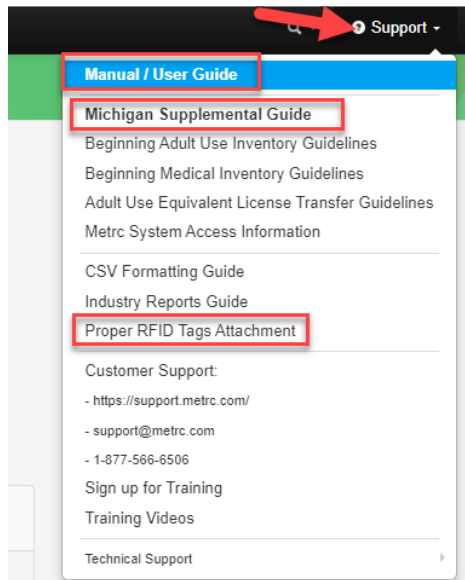 Support
Manual / User Guide
Michigan Supplemental Guide
Beginning Adult Use Inventory Guidelines
Beginning Medical Inventory Guidelines
Adult Use Equivalent License Transfer Guidelines
Metrc System Access Information
CSV Formatting Guide
Industry Reports Guide
Proper RFID Tags Attachment
Customer Support:
- https://support.metrc.com/
- support@metrc.com
- 1-877-566-6506
Sign up for Training
Training Videos
Technical Support